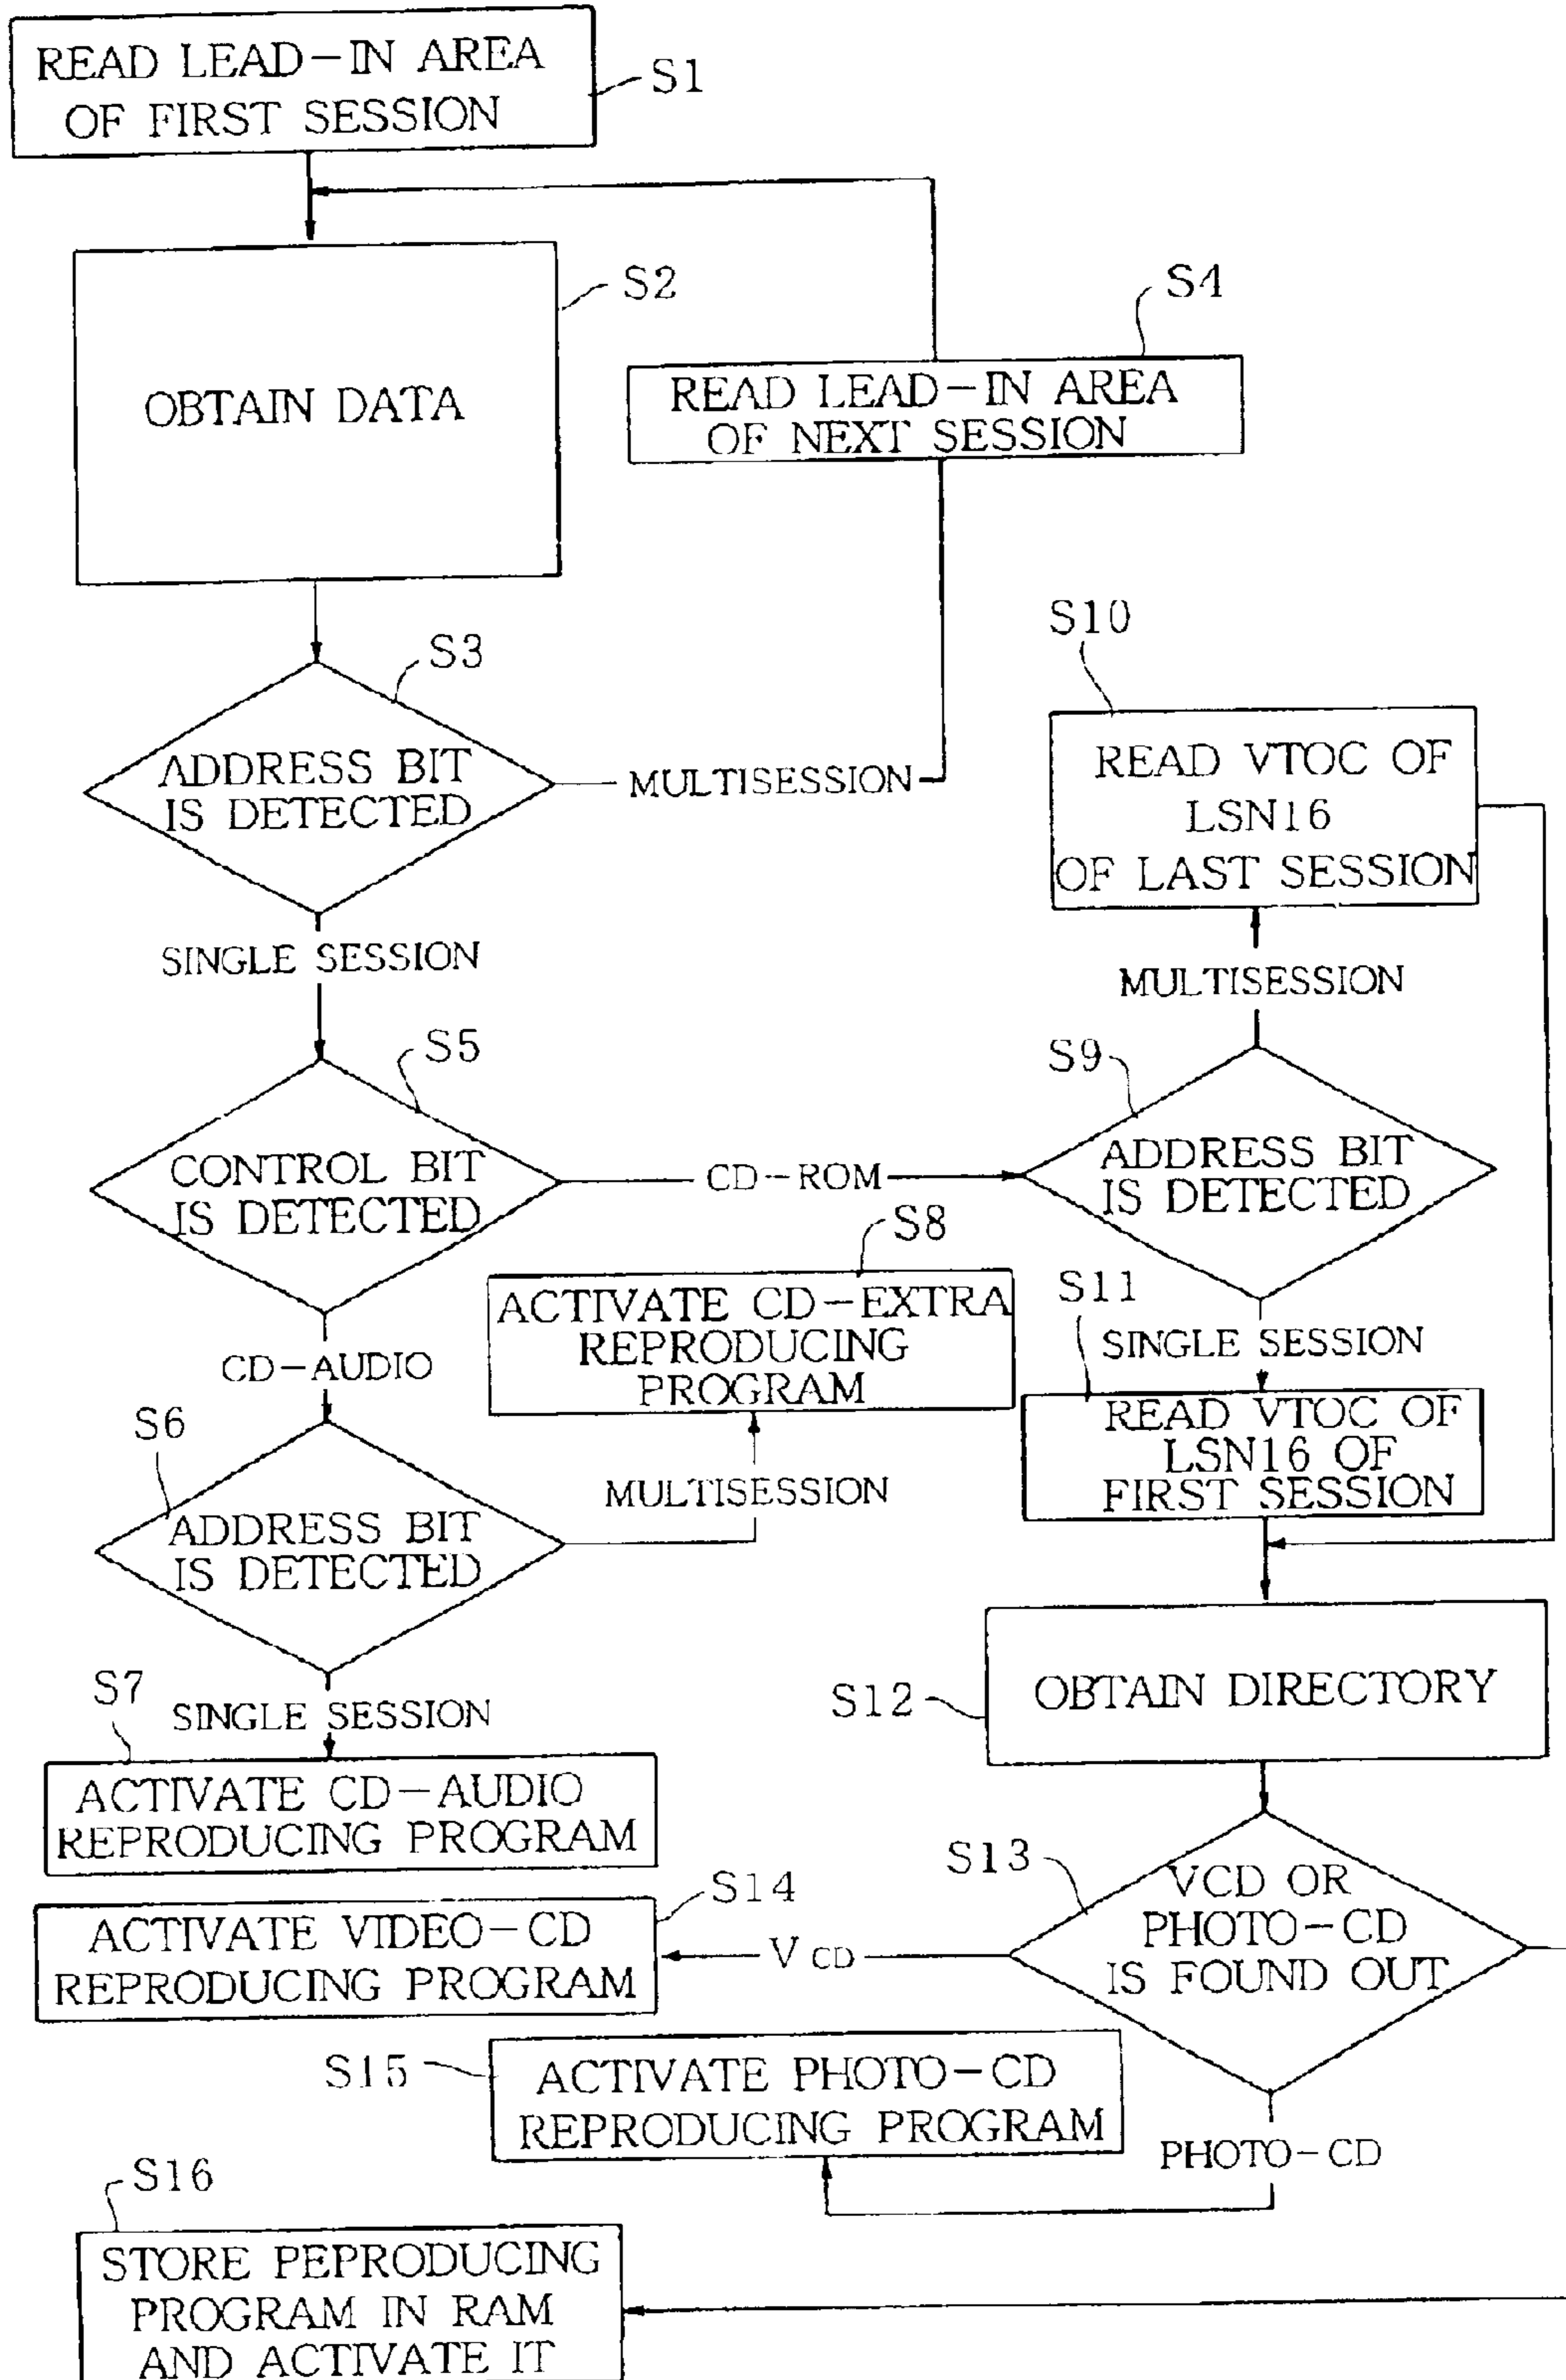 READ LEAD-IN AREA
OF FIRST SESSION
S1
OBTAIN DATA
S2
S4
READ LEAD-IN AREA
OF NEXT SESSION
S3
ADDRESS BIT
IS DETECTED
MULTISESSION
SINGLE SESSION
S10
READ VTOC OF
LSN16
OF LAST SESSION
MULTISESSION
S5
CONTROL BIT
IS DETECTED
CD-ROM
S9
ADDRESS BIT
IS DETECTED
S8
ACTIVATE CD-EXTRA
REPRODUCING
PROGRAM
CD-AUDIO
S11
SINGLE SESSION
READ VTOC OF
LSN16 OF
FIRST SESSION
S6
ADDRESS BIT
IS DETECTED
MULTISESSION
S7
SINGLE SESSION
ACTIVATE CD-AUDIO
REPRODUCING PROGRAM
S12
OBTAIN DIRECTORY
S13
VCD OR
PHOTO-CD
IS FOUND OUT
S14
ACTIVATE VIDEO-CD
REPRODUCING PROGRAM
V CD
S15
ACTIVATE PHOTO-CD
REPRODUCING PROGRAM
PHOTO-CD
S16
STORE PEPRODUCING
PROGRAM IN RAM
AND ACTIVATE IT